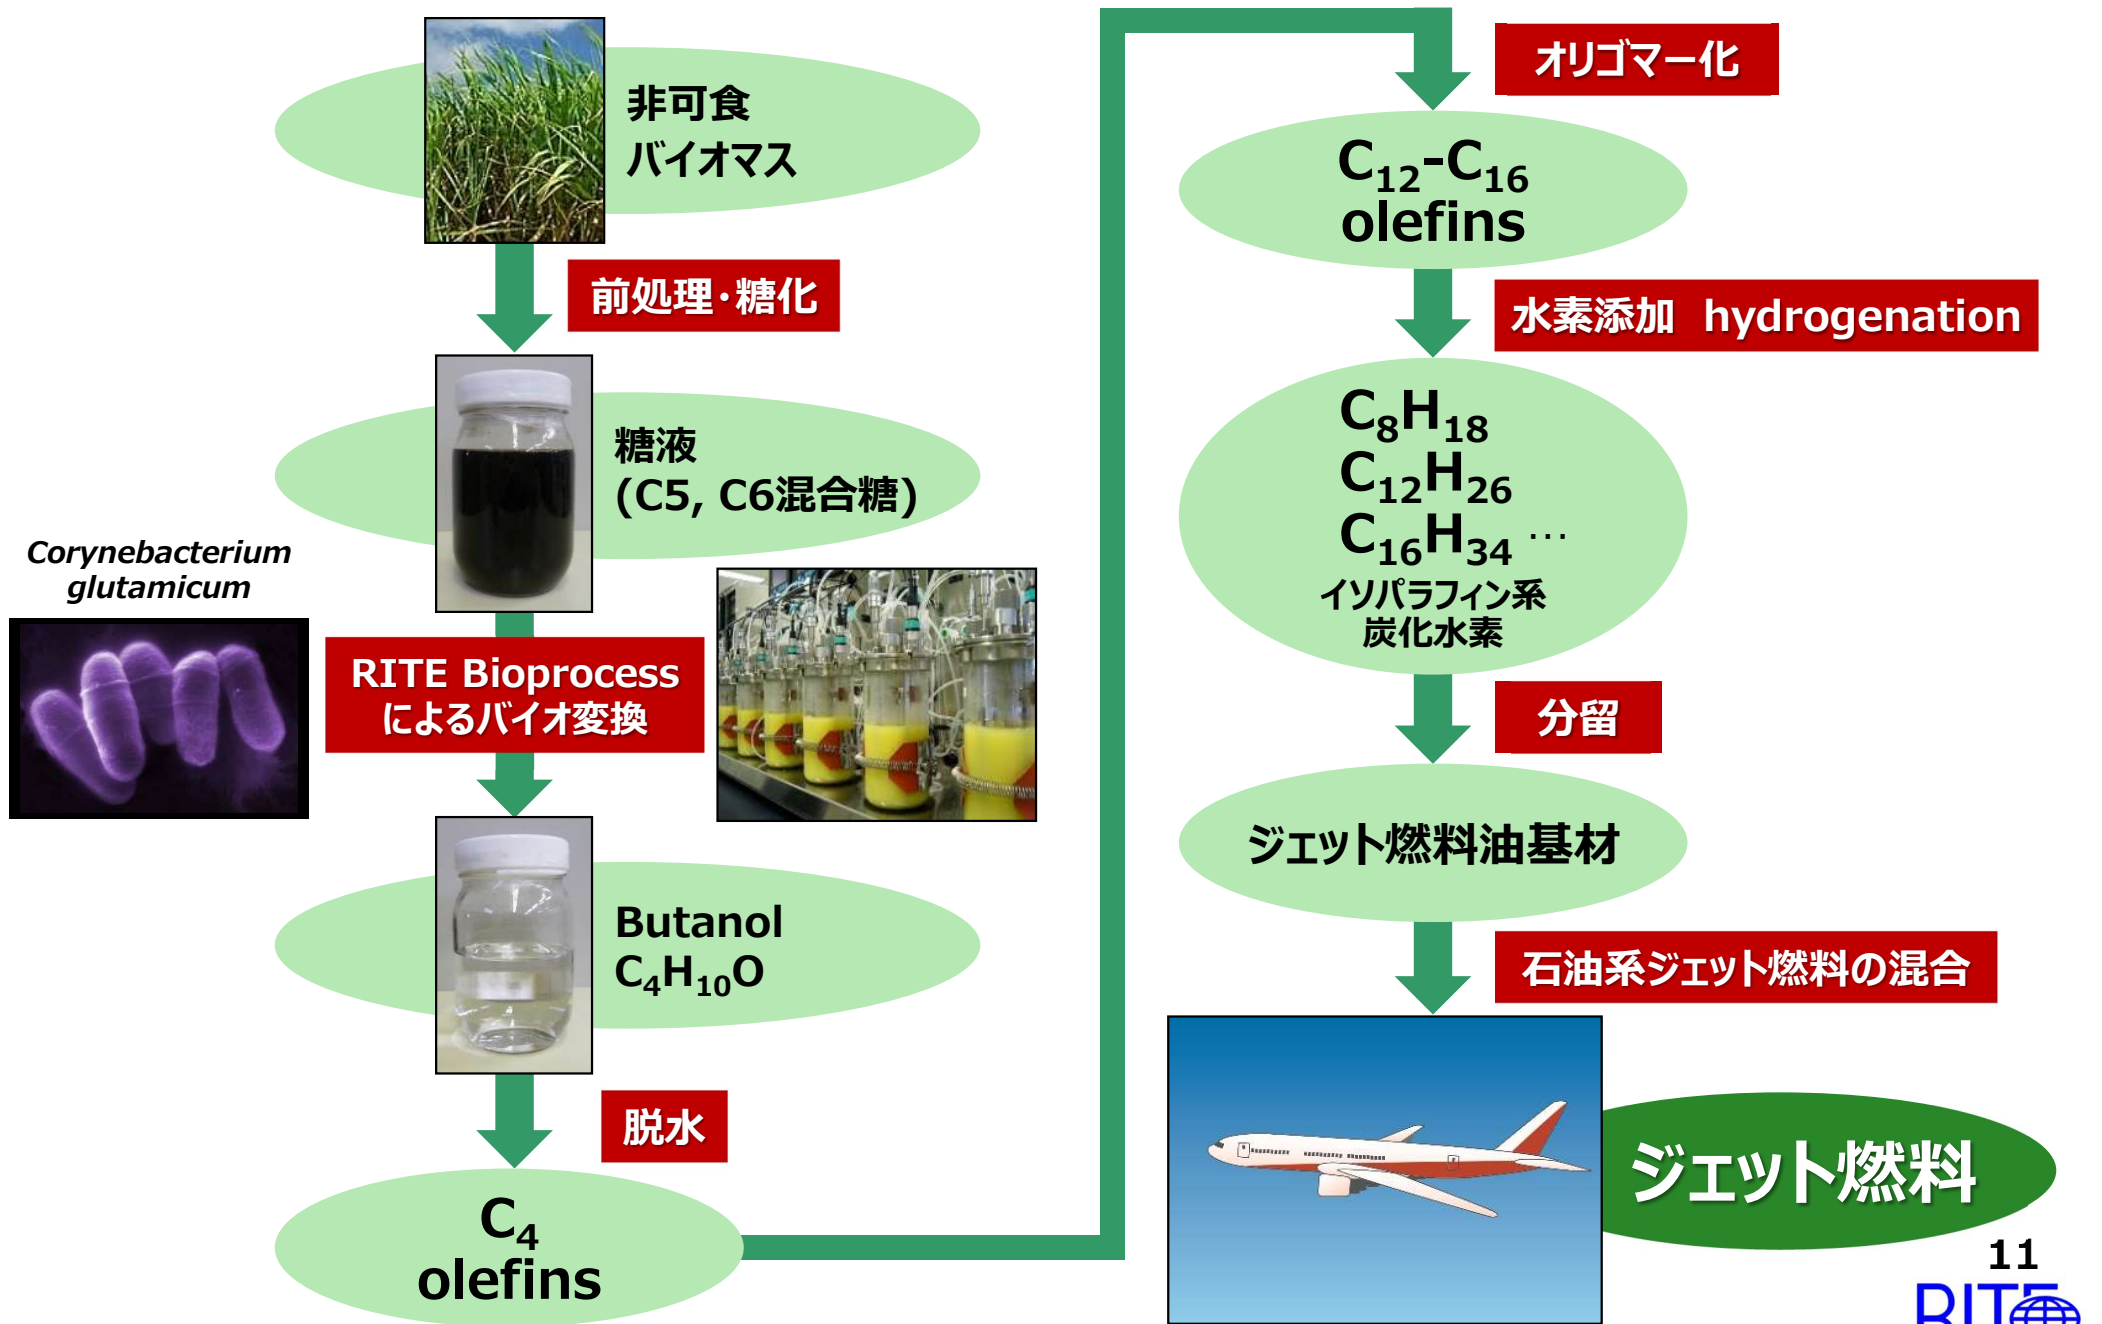 非可食
バイオマス
前処理・糖化
糖液
(C5, C6混合糖)
Corynebacterium
glutamicum
RITE Bioprocess
によるバイオ変換
Butanol
C₄H₁₀O
脱水
C₄
olefins
オリゴマー化
C₁₂-C₁₆
olefins
水素添加 hydrogenation
C₈H₁₈
C₁₂H₂₆
C₁₆H₃₄ …
イソパラフィン系
炭化水素
分留
ジェット燃料油基材
石油系ジェット燃料の混合
ジェット燃料
11
RITE